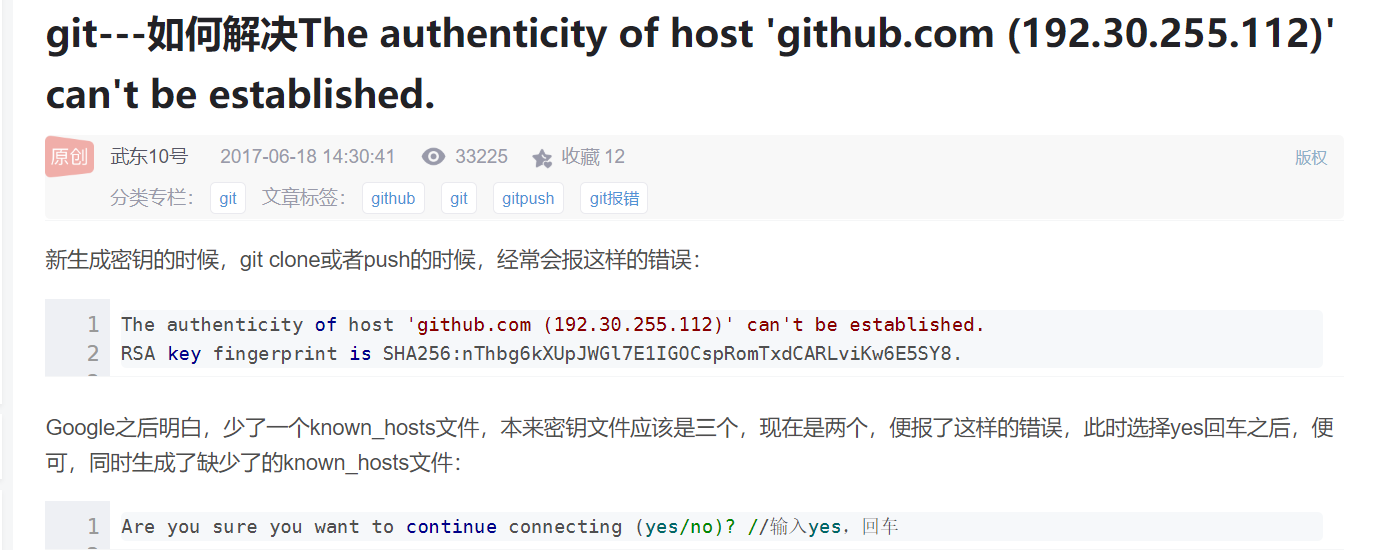 git---如何解决The authenticity of host 'github.com (192.30.255.112)'
can't be established.
原创 武东10号 2017-06-18 14:30:41 33225 收藏 12 版权
分类专栏： git 文章标签： github git gitpush git报错
新生成密钥的时候，git clone或者push的时候，经常会报这样的错误：
1 The authenticity of host 'github.com (192.30.255.112)' can't be established.
2 RSA key fingerprint is SHA256:nThbg6kXUpJWGl7E1IGOCspRomTxdCARLviKw6E5SY8.
Google之后明白，少了一个known_hosts文件，本来密钥文件应该是三个，现在是两个，便报了这样的错误，此时选择yes回车之后，便
可，同时生成了缺少了的known_hosts文件：
1 Are you sure you want to continue connecting (yes/no)? //输入yes，回车